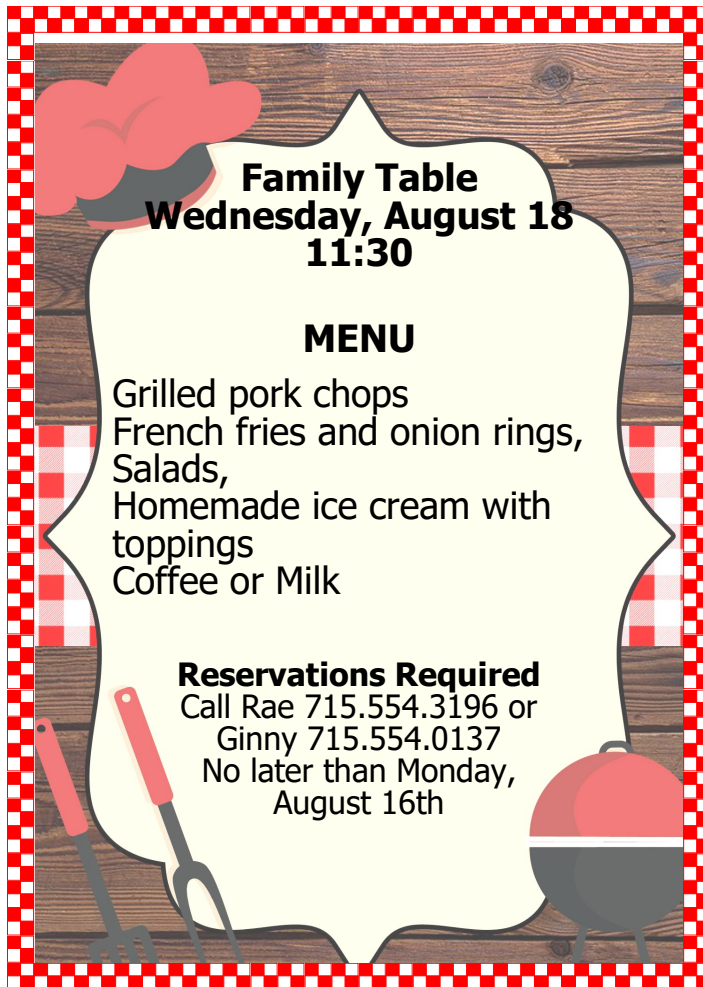 Family Table
Wednesday, August 18
11:30
MENU
Grilled pork chops
French fries and onion rings,
Salads,
Homemade ice cream with
toppings
Coffee or Milk
Reservations Required
Call Rae 715.554.3196 or
Ginny 715.554.0137
No later than Monday,
August 16th